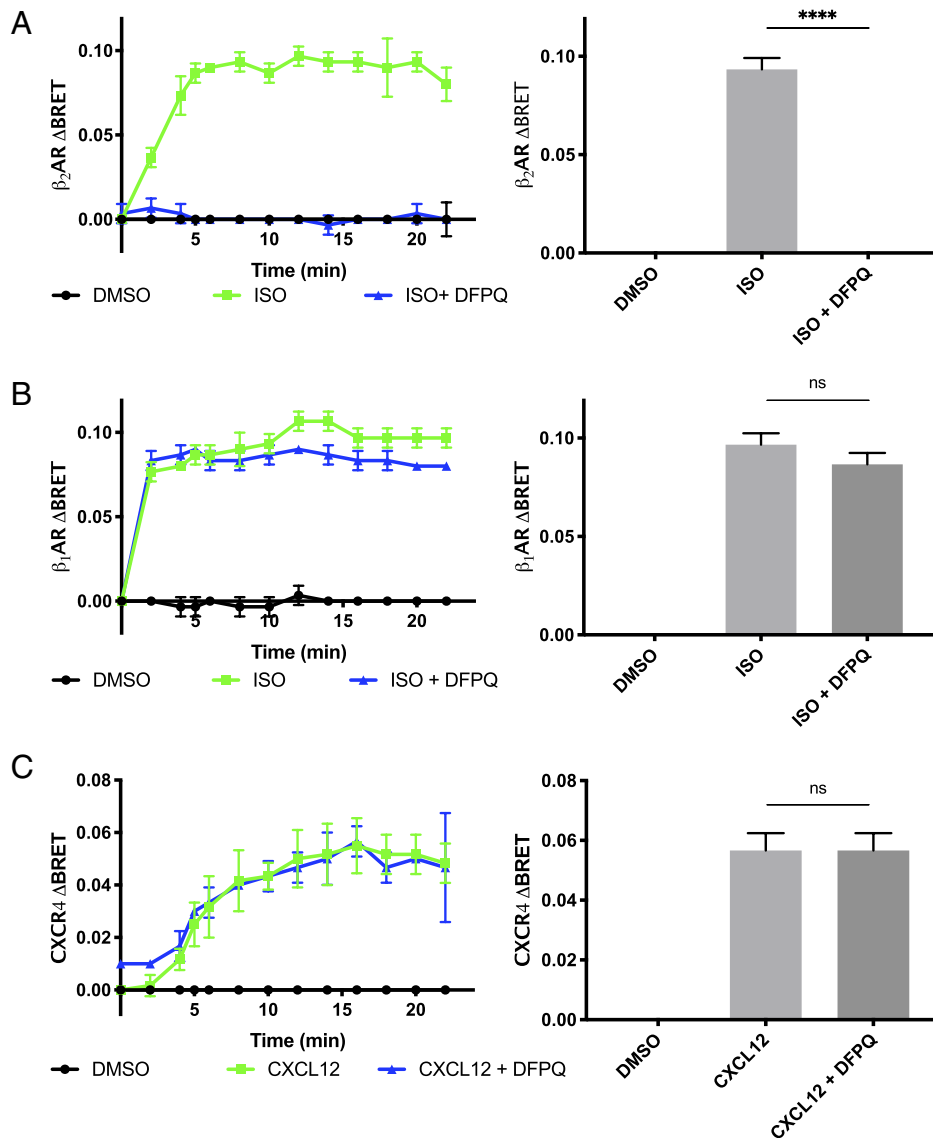 A
β2AR ΔBRET
0.10
0.05
0.00
5
10
15
20
Time (min)
DMSO
ISO
ISO+ DFPQ
β2AR ΔBRET
0.10
0.05
0.00
****
DMSO
ISO
ISO + DFPQ
B
β1AR ΔBRET
0.10
0.05
0.00
5
10
15
20
Time (min)
DMSO
ISO
ISO + DFPQ
β1AR ΔBRET
0.10
0.05
0.00
ns
DMSO
ISO
ISO + DFPQ
C
CXCR4 ΔBRET
0.08
0.06
0.04
0.02
0.00
5
10
15
20
Time (min)
DMSO
CXCL12
CXCL12 + DFPQ
CXCR4 ΔBRET
0.08
0.06
0.04
0.02
0.00
ns
DMSO
CXCL12
CXCL12 + DFPQ